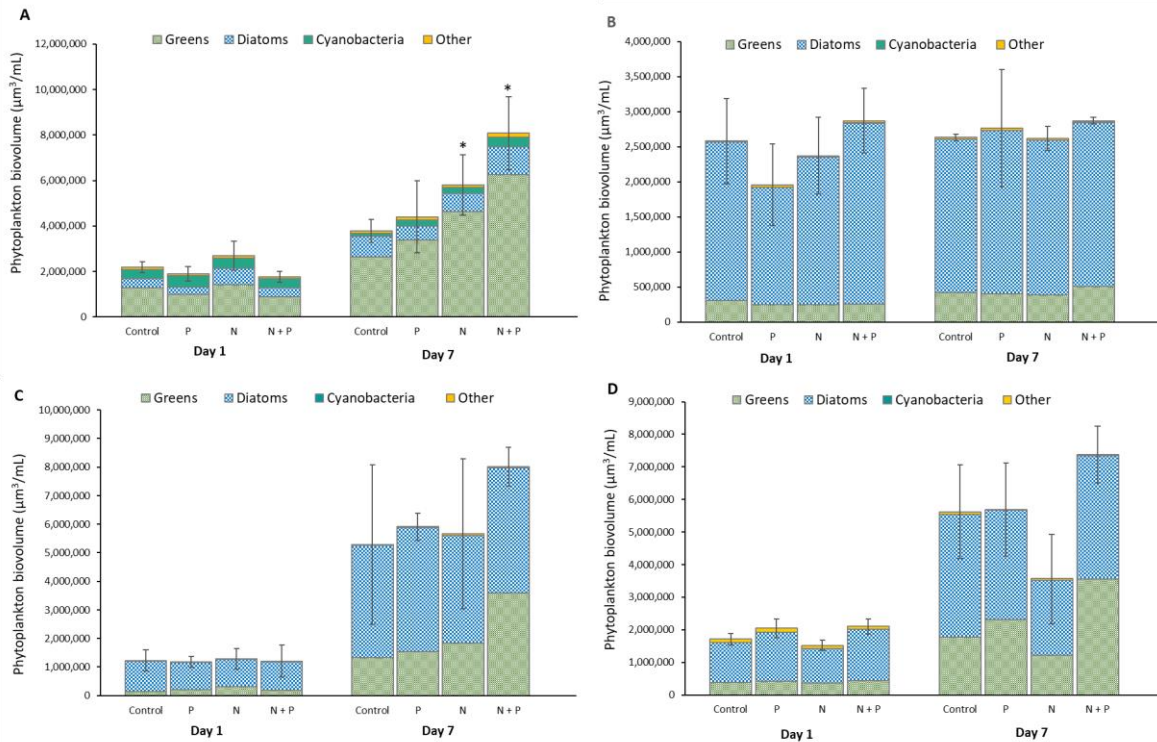 A
Greens Diatoms Cyanobacteria Other
Phytoplankton biovolume (µm³/mL)
12,000,000
10,000,000
8,000,000
6,000,000
4,000,000
2,000,000
0
* *
Control P N N + P Control P N N + P
Day 1 Day 7
B
Greens Diatoms Cyanobacteria Other
Phytoplankton biovolume (µm³/mL)
4,000,000
3,500,000
3,000,000
2,500,000
2,000,000
1,500,000
1,000,000
500,000
0
Control P N N + P Control P N N + P
Day 1 Day 7
C
Greens Diatoms Cyanobacteria Other
Phytoplankton biovolume (µm³/mL)
10,000,000
9,000,000
8,000,000
7,000,000
6,000,000
5,000,000
4,000,000
3,000,000
2,000,000
1,000,000
0
Control P N N + P Control P N N + P
Day 1 Day 7
D
Greens Diatoms Cyanobacteria Other
Phytoplankton biovolume (µm³/mL)
9,000,000
8,000,000
7,000,000
6,000,000
5,000,000
4,000,000
3,000,000
2,000,000
1,000,000
0
Control P N N + P Control P N N + P
Day 1 Day 7